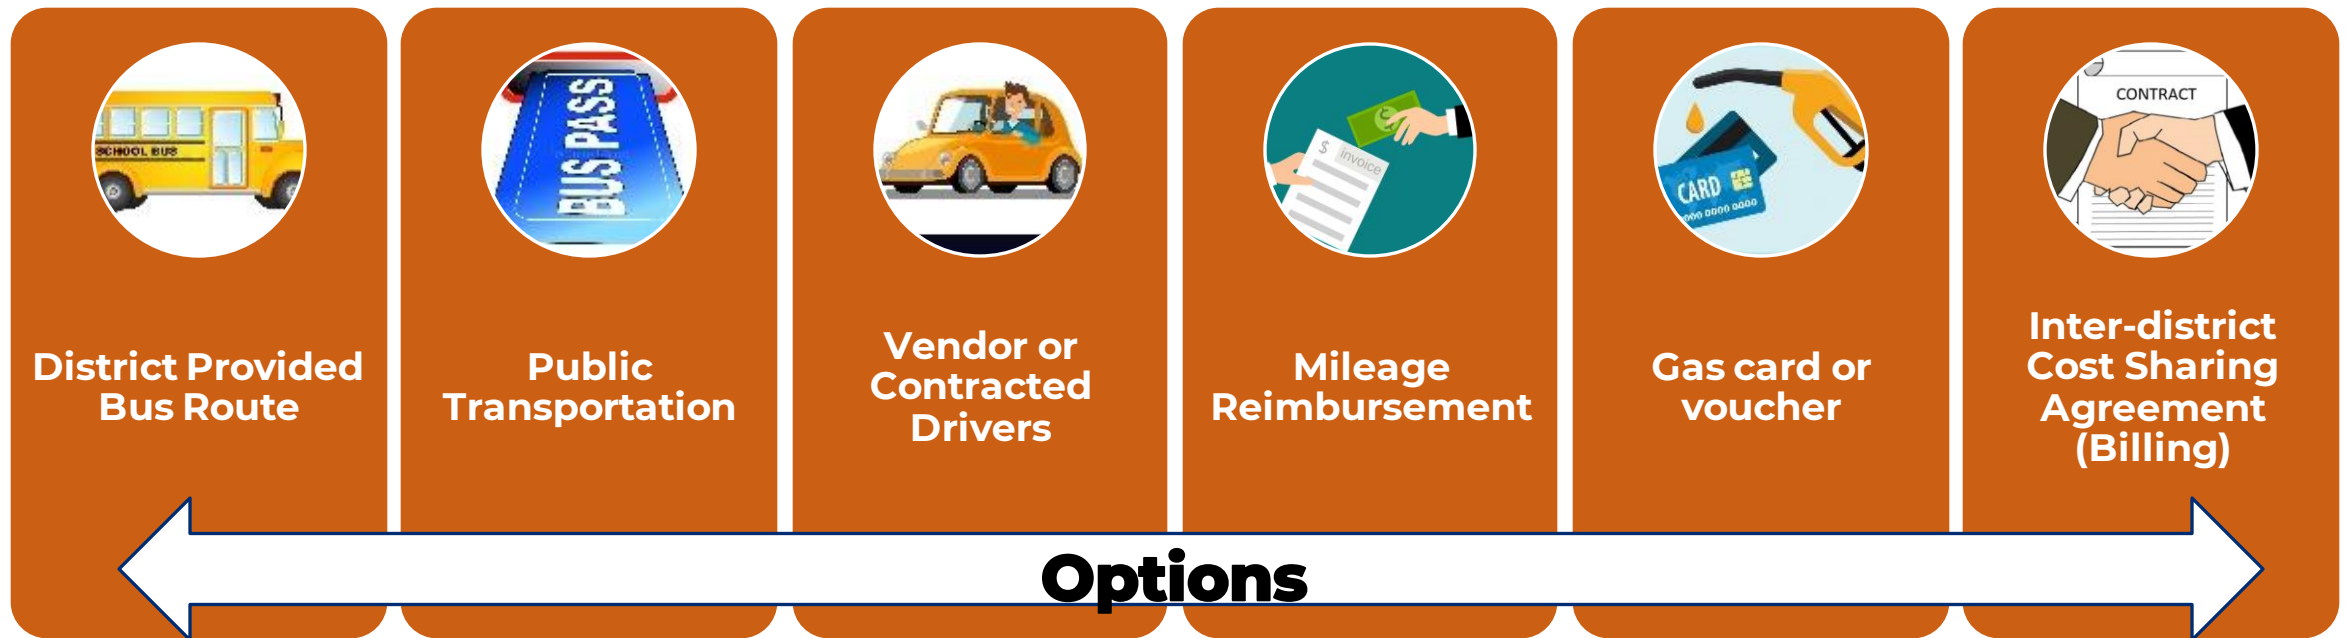 SCHOOL BUS
District Provided
Bus Route
BUS PASS
Public
Transportation
Vendor or
Contracted
Drivers
$ invoice
$
Mileage
Reimbursement
CARD
0000 0000 0000
Gas card or
voucher
CONTRACT
Inter-district
Cost Sharing
Agreement
(Billing)
Options